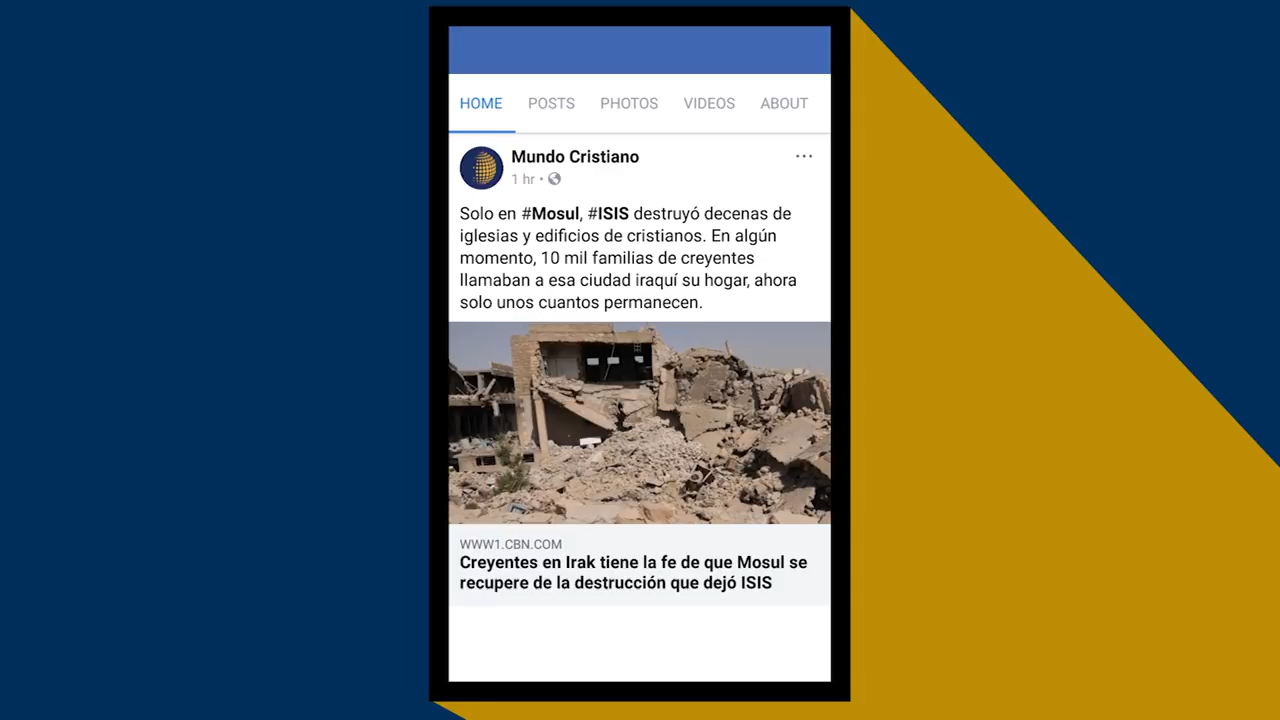 HOME POSTS PHOTOS VIDEOS ABOUT
Mundo Cristiano
1 hr
Solo en #Mosul, #ISIS destruyó decenas de
iglesias y edificios de cristianos. En algún
momento, 10 mil familias de creyentes
llamaban a esa ciudad iraquí su hogar, ahora
solo unos cuantos permanecen.
WWW1.CBN.COM
Creyentes en Irak tiene la fe de que Mosul se
recupere de la destrucción que dejó ISIS